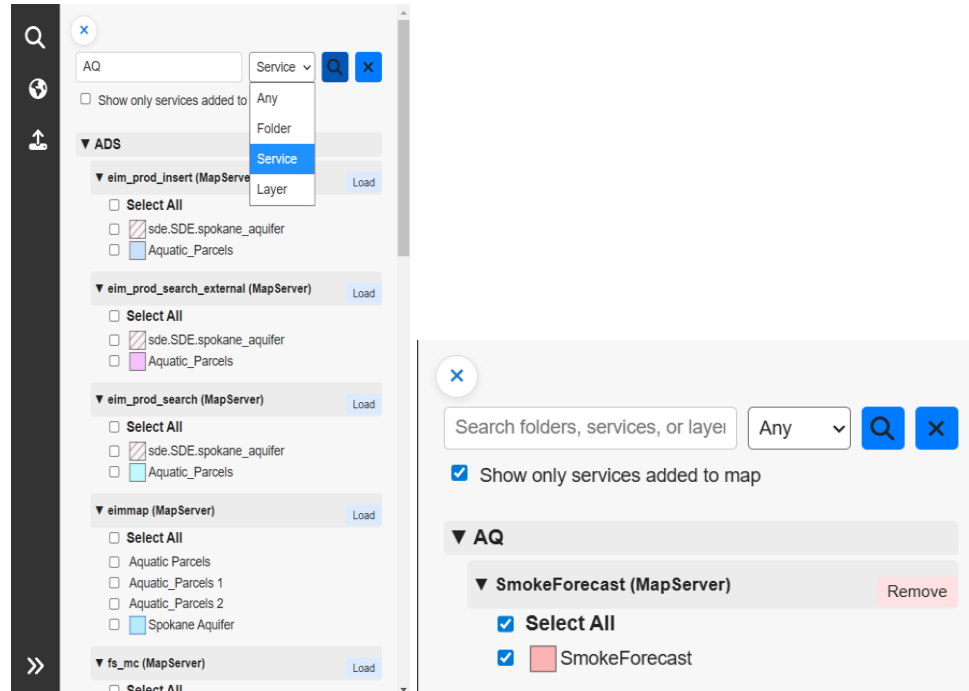 AQ
Service
Show only services added to
Any
Folder
Service
Layer
▼ ADS
▼ eim_prod_insert (MapServe
Load
Select All
sde.SDE.spokane_aquifer
Aquatic_Parcels
▼ eim_prod_search_external (MapServer)
Load
Select All
sde.SDE.spokane_aquifer
Aquatic_Parcels
▼ eim_prod_search (MapServer)
Load
Select All
sde.SDE.spokane_aquifer
Aquatic_Parcels
▼ eimmap (MapServer)
Load
Select All
Aquatic Parcels
Aquatic_Parcels 1
Aquatic_Parcels 2
Spokane Aquifer
▼ fs_mc (MapServer)
Load
Select All
Search folders, services, or layer
Any
Show only services added to map
▼ AQ
▼ SmokeForecast (MapServer)
Remove
Select All
SmokeForecast